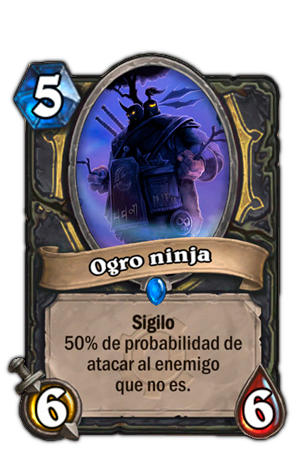 5
Ogro ninja
Sigilo
50% de probabilidad de
atacar al enemigo
que no es.
6
6